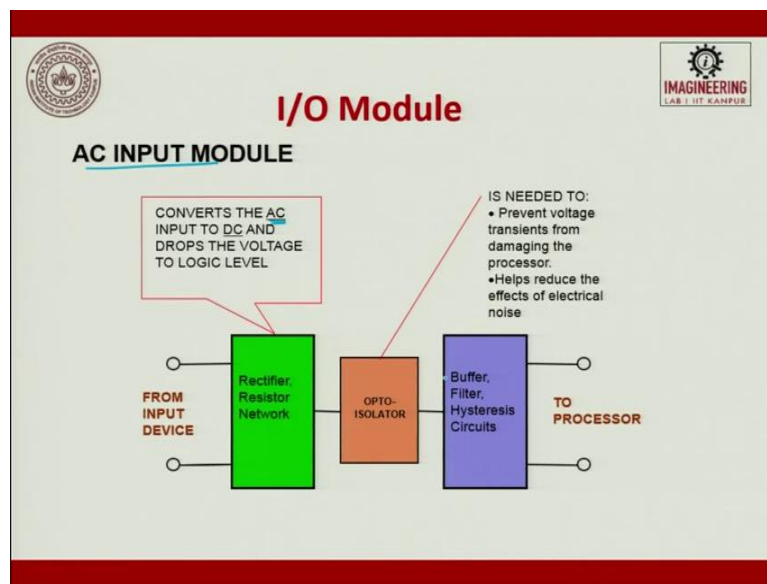 IMAGINEERING
LAB | IIT KANPUR
I/O Module
AC INPUT MODULE
CONVERTS THE AC
INPUT TO DC AND
DROPS THE VOLTAGE
TO LOGIC LEVEL
IS NEEDED TO:
• Prevent voltage
transients from
damaging the
processor.
•Helps reduce the
effects of electrical
noise
FROM
INPUT
DEVICE
Rectifier,
Resistor
Network
OPTO-
ISOLATOR
Buffer,
Filter,
Hysteresis
Circuits
TO
PROCESSOR